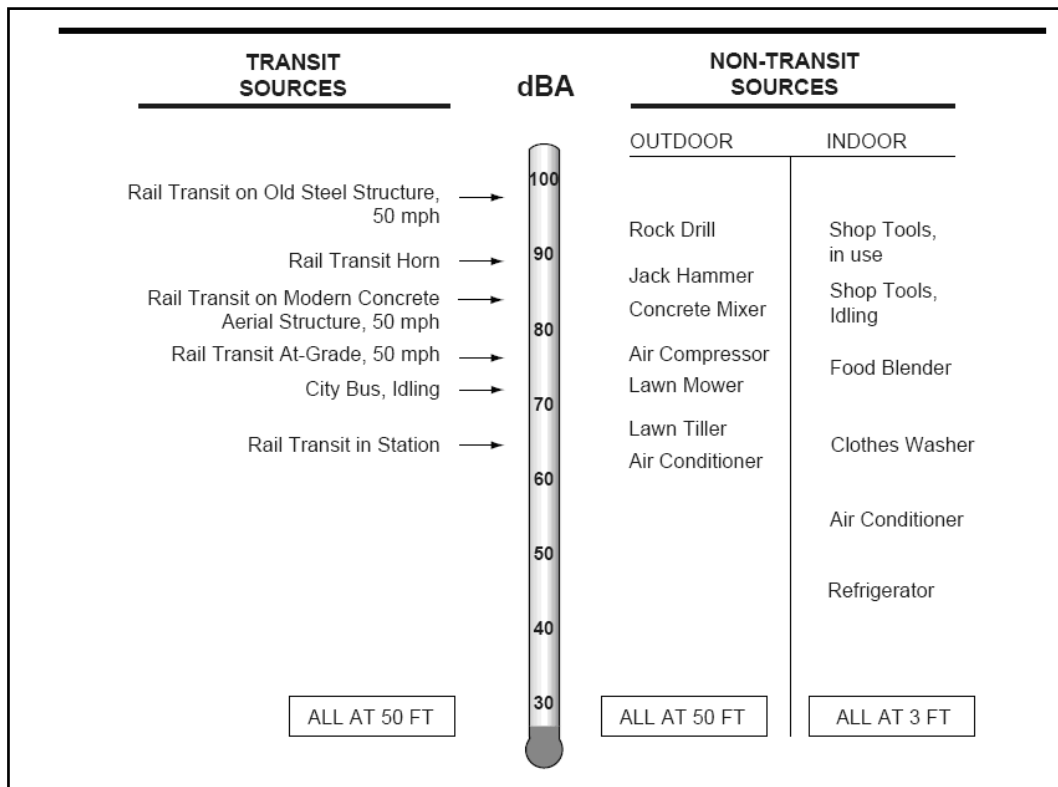 TRANSIT
SOURCES
dBA
NON-TRANSIT
SOURCES
OUTDOOR
INDOOR
Rail Transit on Old Steel Structure,
50 mph
Rail Transit Horn
Rail Transit on Modern Concrete
Aerial Structure, 50 mph
Rail Transit At-Grade, 50 mph
City Bus, Idling
Rail Transit in Station
ALL AT 50 FT
100
90
80
70
60
50
40
30
Rock Drill
Jack Hammer
Concrete Mixer
Air Compressor
Lawn Mower
Lawn Tiller
Air Conditioner
ALL AT 50 FT
Shop Tools,
in use
Shop Tools,
Idling
Food Blender
Clothes Washer
Air Conditioner
Refrigerator
ALL AT 3 FT